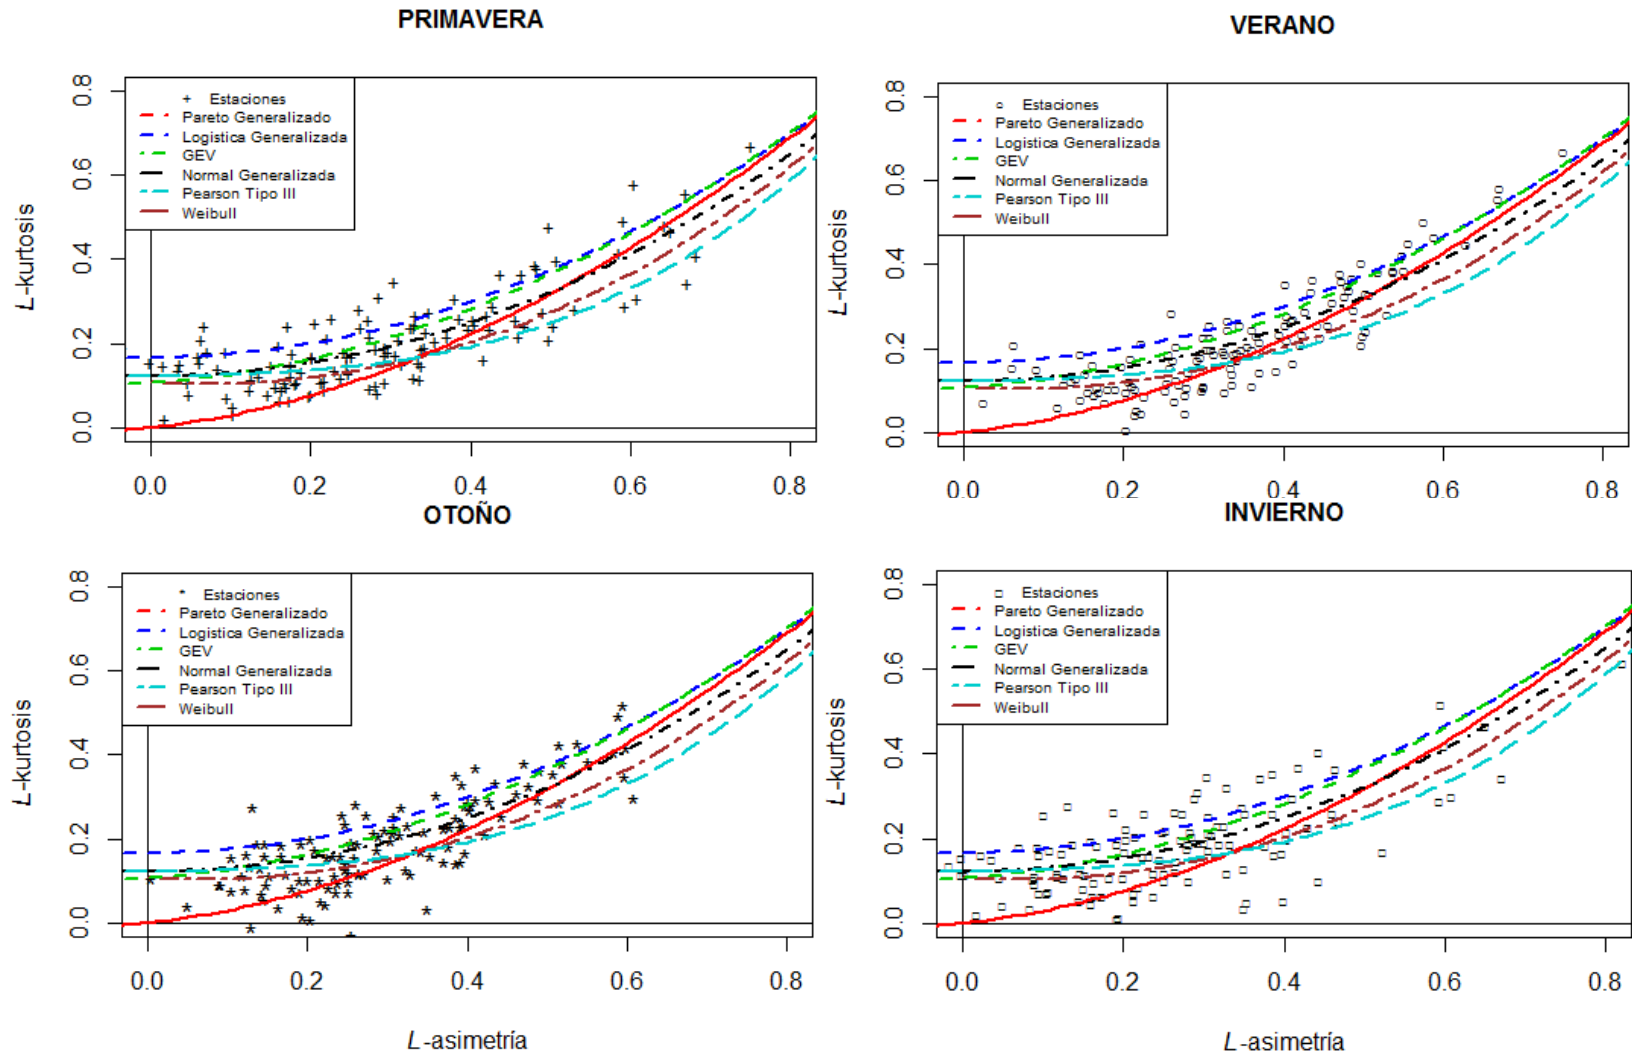 PRIMAVERA
L-kurtosis
0.0 0.2 0.4 0.6 0.8
Estaciones
Pareto Generalizado
Logistica Generalizada
GEV
Normal Generalizada
Pearson Tipo III
Weibull
0.0 0.2 0.4 0.6 0.8
VERANO
L-kurtosis
0.0 0.2 0.4 0.6 0.8
Estaciones
Pareto Generalizado
Logistica Generalizada
GEV
Normal Generalizada
Pearson Tipo III
Weibull
0.0 0.2 0.4 0.6 0.8
OTOÑO
L-kurtosis
0.0 0.2 0.4 0.6 0.8
Estaciones
Pareto Generalizado
Logistica Generalizada
GEV
Normal Generalizada
Pearson Tipo III
Weibull
0.0 0.2 0.4 0.6 0.8
L-asimetría
INVIERNO
L-kurtosis
0.0 0.2 0.4 0.6 0.8
Estaciones
Pareto Generalizado
Logistica Generalizada
GEV
Normal Generalizada
Pearson Tipo III
Weibull
0.0 0.2 0.4 0.6 0.8
L-asimetría